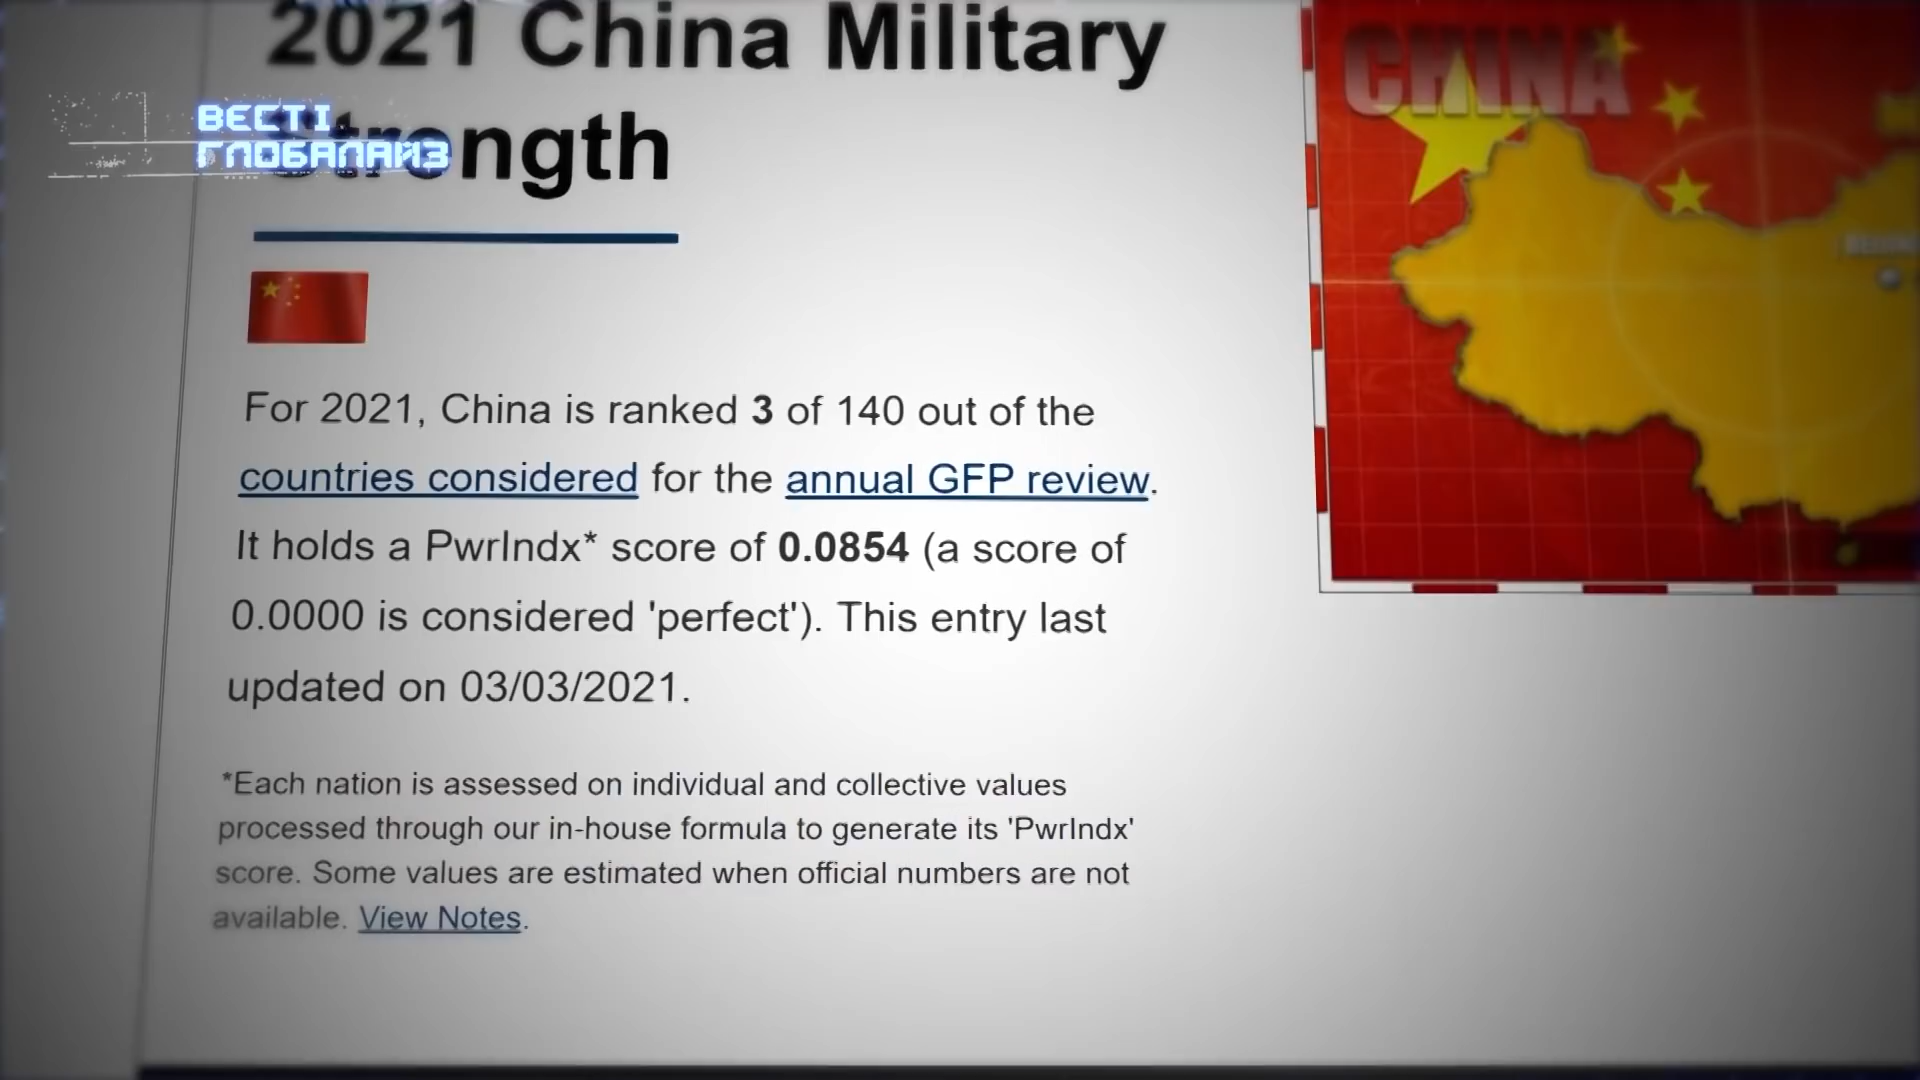 2021 China Military
Strength
ВЕСТІ
ГЛОБАЛАЙЗ
CHINA
For 2021, China is ranked 3 of 140 out of the
countries considered for the annual GFP review.
It holds a PwrIndx* score of 0.0854 (a score of
0.0000 is considered 'perfect'). This entry last
updated on 03/03/2021.
*Each nation is assessed on individual and collective values
processed through our in-house formula to generate its 'PwrIndx'
score. Some values are estimated when official numbers are not
available. View Notes.